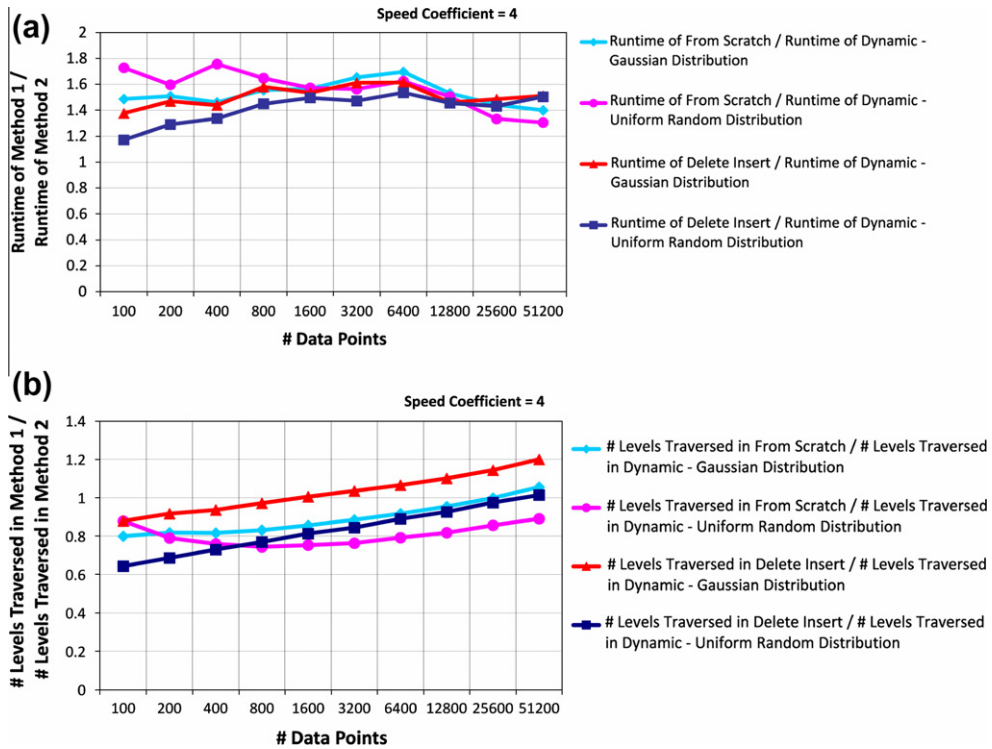 (a)
Speed Coefficient = 4
Runtime of Method 1 /
Runtime of Method 2
2
1.8
1.6
1.4
1.2
1
0.8
0.6
0.4
0.2
0
100 200 400 800 1600 3200 6400 12800 25600 51200
# Data Points
Runtime of From Scratch / Runtime of Dynamic -
Gaussian Distribution
Runtime of From Scratch / Runtime of Dynamic -
Uniform Random Distribution
Runtime of Delete Insert / Runtime of Dynamic -
Gaussian Distribution
Runtime of Delete Insert / Runtime of Dynamic -
Uniform Random Distribution
(b)
Speed Coefficient = 4
# Levels Traversed in Method 1 /
# Levels Traversed in Method 2
1.4
1.2
1
0.8
0.6
0.4
0.2
0
100 200 400 800 1600 3200 6400 12800 25600 51200
# Data Points
# Levels Traversed in From Scratch / # Levels Traversed
in Dynamic - Gaussian Distribution
# Levels Traversed in From Scratch / # Levels Traversed
in Dynamic - Uniform Random Distribution
# Levels Traversed in Delete Insert / # Levels Traversed
in Dynamic - Gaussian Distribution
# Levels Traversed in Delete Insert / # Levels Traversed
in Dynamic - Uniform Random Distribution